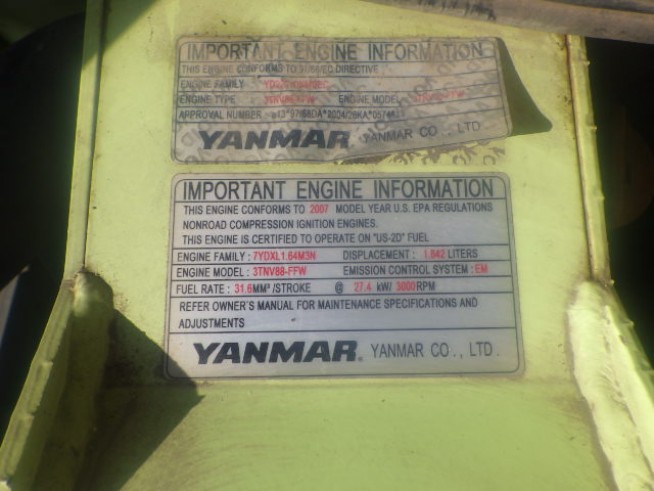 IMPORTANT ENGINE INFORMATION
THIS ENGINE CONFORMS TO DIRECTIVE
ENGINE FAMILY
ENGINE TYPE ENGINE MODEL
APPROVAL NUMBER
YANMAR YANMAR CO., LTD.
IMPORTANT ENGINE INFORMATION
THIS ENGINE CONFORMS TO 2007 MODEL YEAR U.S. EPA REGULATIONS
NONROAD COMPRESSION IGNITION ENGINES.
THIS ENGINE IS CERTIFIED TO OPERATE ON "US-2D" FUEL
ENGINE FAMILY : 7YDXL1.64M3N DISPLACEMENT : 1.642 LITERS
ENGINE MODEL : 3TNV88-FFW EMISSION CONTROL SYSTEM : EM
FUEL RATE : 31.6MM³ /STROKE @ 27.4 kW/ 3000RPM
REFER OWNER'S MANUAL FOR MAINTENANCE SPECIFICATIONS AND
ADJUSTMENTS
YANMAR® YANMAR CO., LTD.